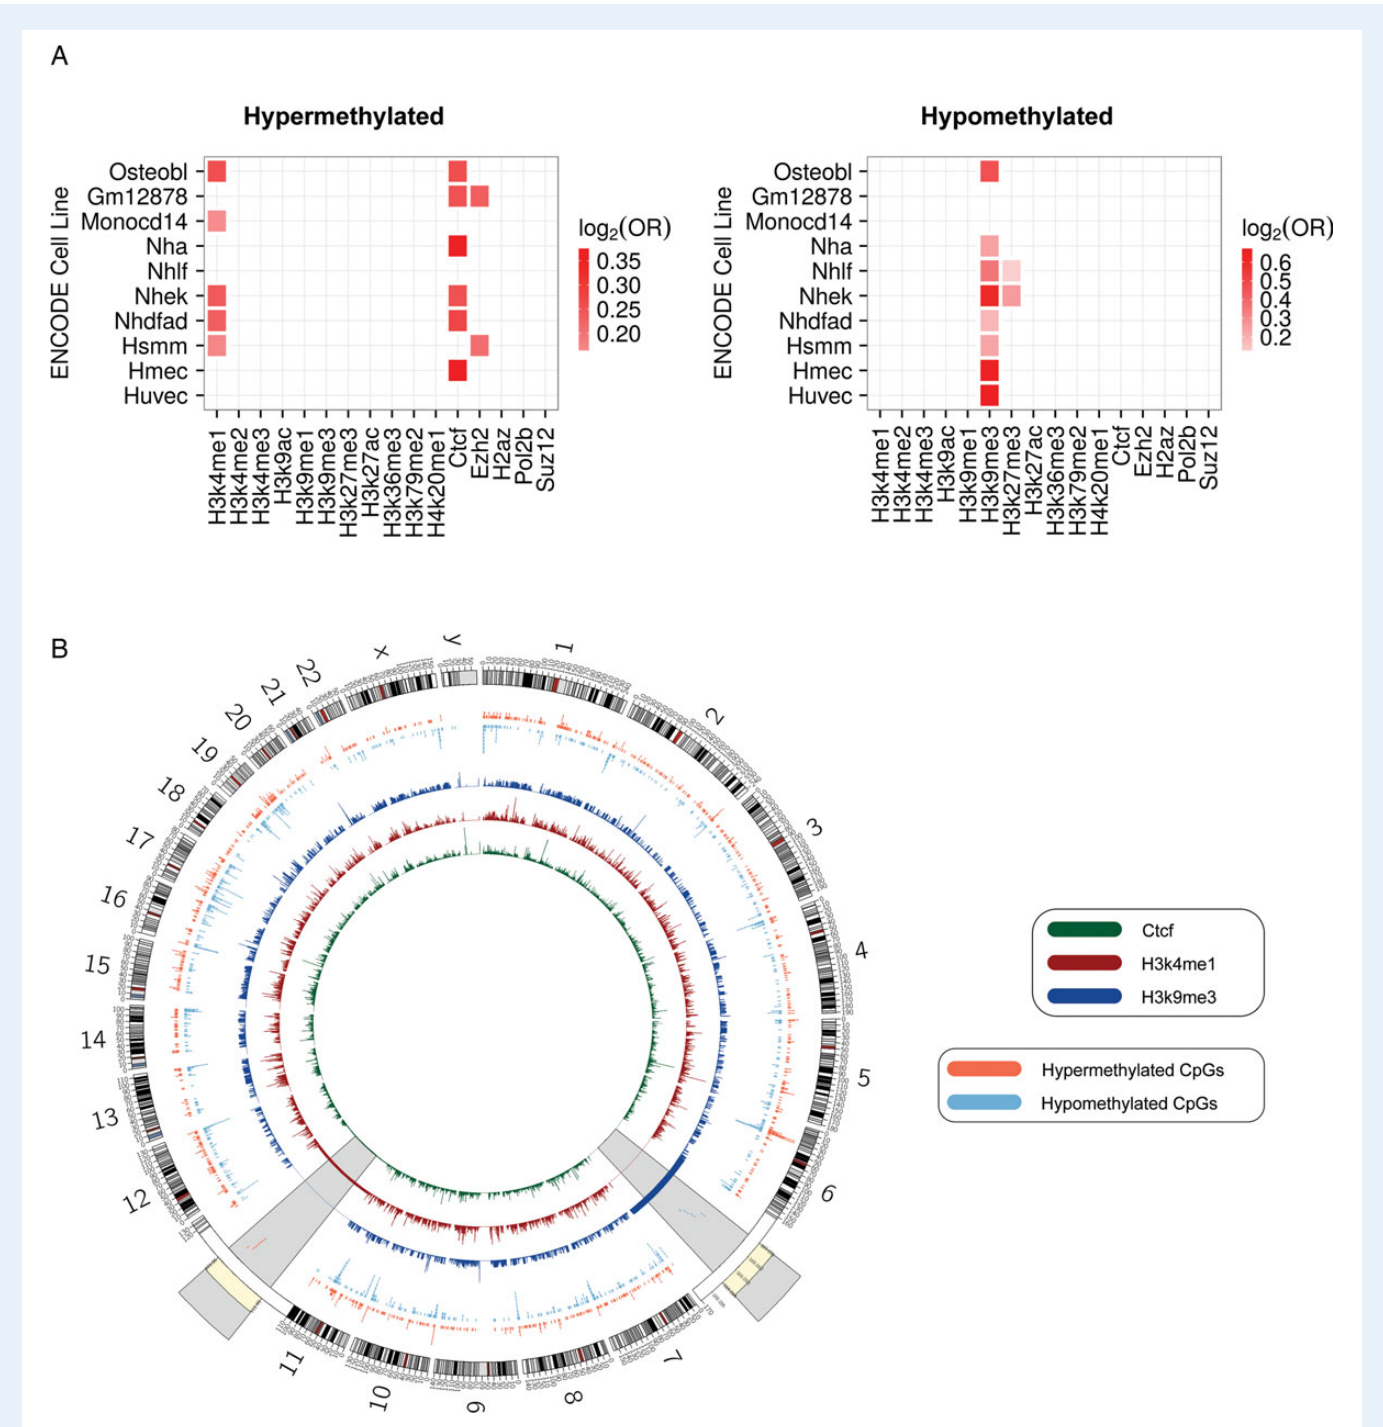 A
Hypermethylated
ENCODE Cell Line
Osteobl
Gm12878
Monocd14
Nha
Nhlf
Nhek
Nhdfad
Hsmm
Hmec
Huvec
H3k4me1
H3k4me2
H3k4me3
H3k9ac
H3k9me1
H3k9me3
H3k27me3
H3k27ac
H3k36me3
H3k79me2
H4k20me1
Ctcf
Ezh2
H2az
Pol2b
Suz12
log₂(OR)
0.35
0.30
0.25
0.20
Hypomethylated
ENCODE Cell Line
Osteobl
Gm12878
Monocd14
Nha
Nhlf
Nhek
Nhdfad
Hsmm
Hmec
Huvec
H3k4me1
H3k4me2
H3k4me3
H3k9ac
H3k9me1
H3k9me3
H3k27me3
H3k27ac
H3k36me3
H3k79me2
H4k20me1
Ctcf
Ezh2
H2az
Pol2b
Suz12
log₂(OR)
0.6
0.5
0.4
0.3
0.2
B
1
2
3
4
5
6
7
8
9
10
11
12
13
14
15
16
17
18
19
20
21
22
x
y
Ctcf
H3k4me1
H3k9me3
Hypermethylated CpGs
Hypomethylated CpGs